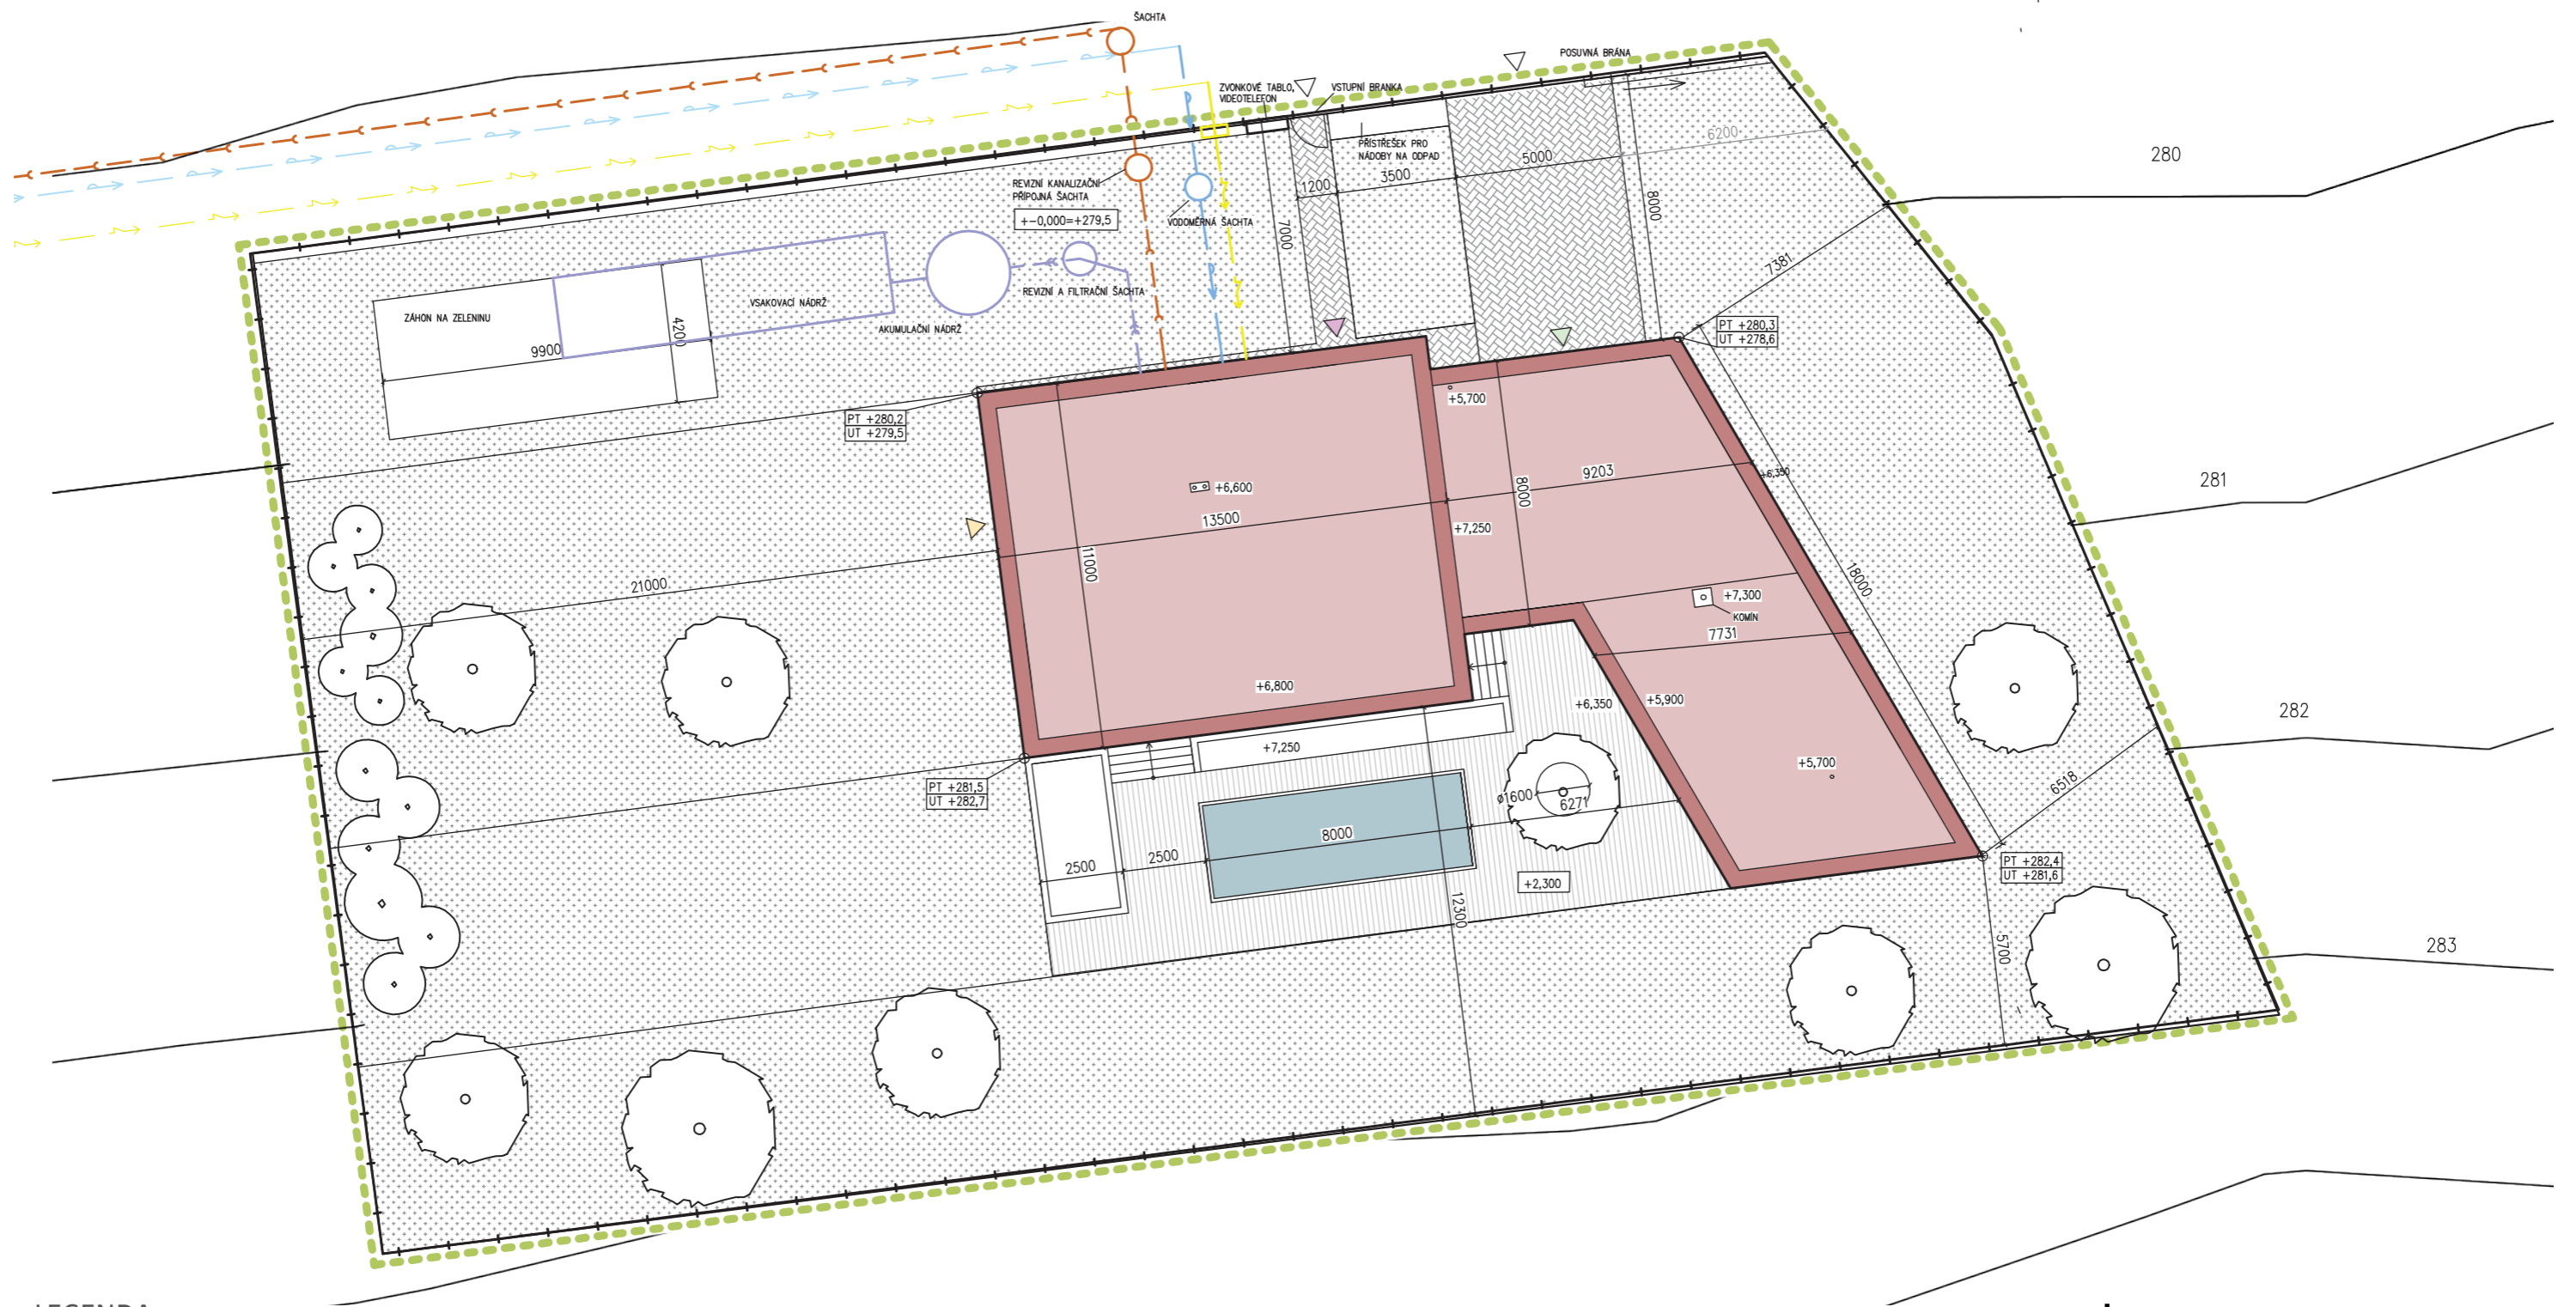 ŠACHTA
POSUVNÁ BRÁNA
ZVONKOVÉ TABLO,
VIDEOTELEFON
VSTUPNÍ BRANKA
PŘÍSTŘEŠEK PRO
NÁDOBY NA ODPAD
6200
5000
3500
1200
8000
7000
280
REVIZNÍ KANALIZAČNÍ
PŘÍPOJNÁ ŠACHTA
+-0,000=+279,5
VODOMĚRNÁ ŠACHTA
7381
REVIZNÍ A FILTRAČNÍ ŠACHTA
VSAKOVACÍ NÁDRŽ
ZÁHON NA ZELENINU
AKUMULAČNÍ NÁDRŽ
4200
9900
PT +280,3
UT +278,6
+5,700
PT +280,2
UT +279,5
9203
+6,350
281
+6,600
8000
13500
+7,250
11000
21000
18000
+7,300
KOMÍN
7731
+6,800
+6,350
+5,900
282
+7,250
+5,700
PT +281,5
UT +282,7
6518
ø1600
6271
8000
2500
2500
PT +282,4
UT +281,6
+2,300
12300
5700
283
LEGENDA